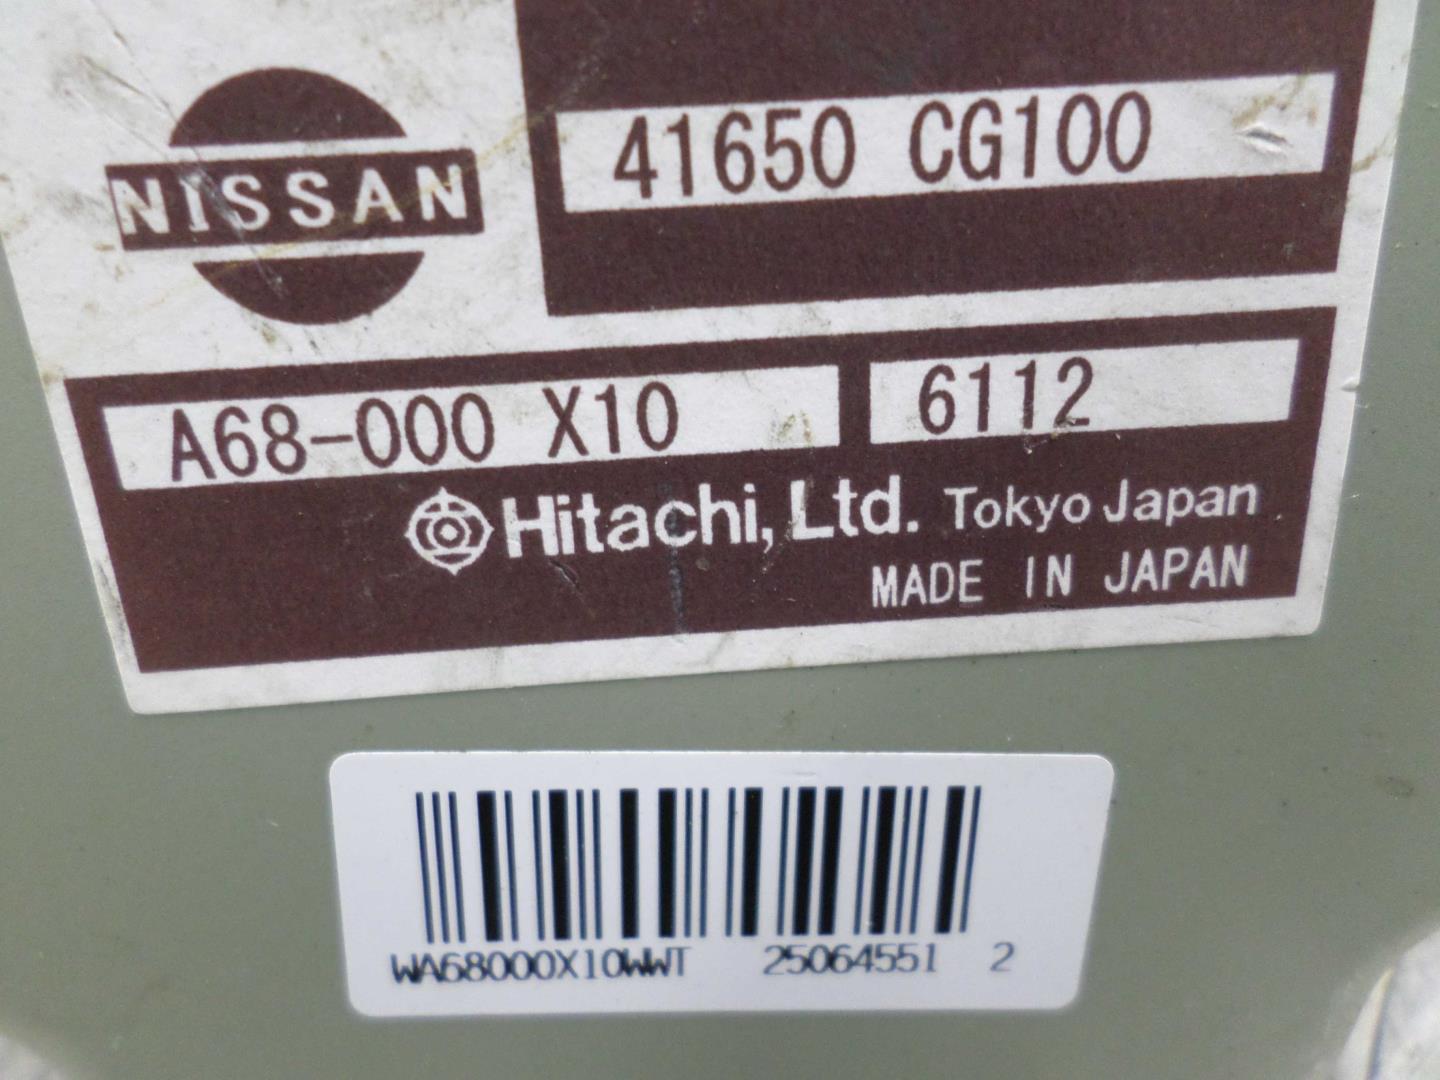 NISSAN
41650 CG100
A68-000 X10
6112
Hitachi, Ltd. Tokyo Japan
MADE IN JAPAN
WA68000X10WWT 25064551 2